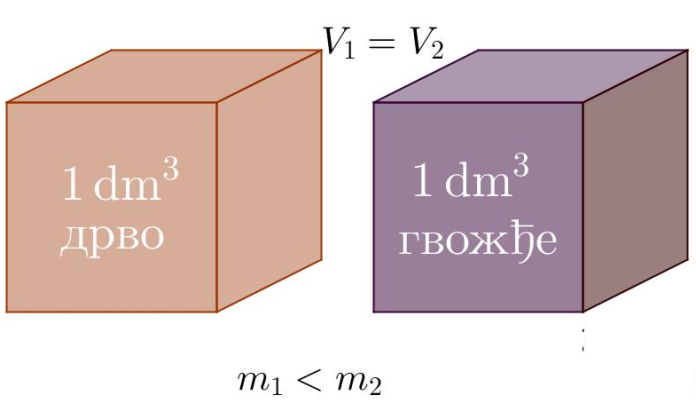 V₁ = V₂
1 dm³
дрво
1 dm³
гвожђе
m₁ < m₂